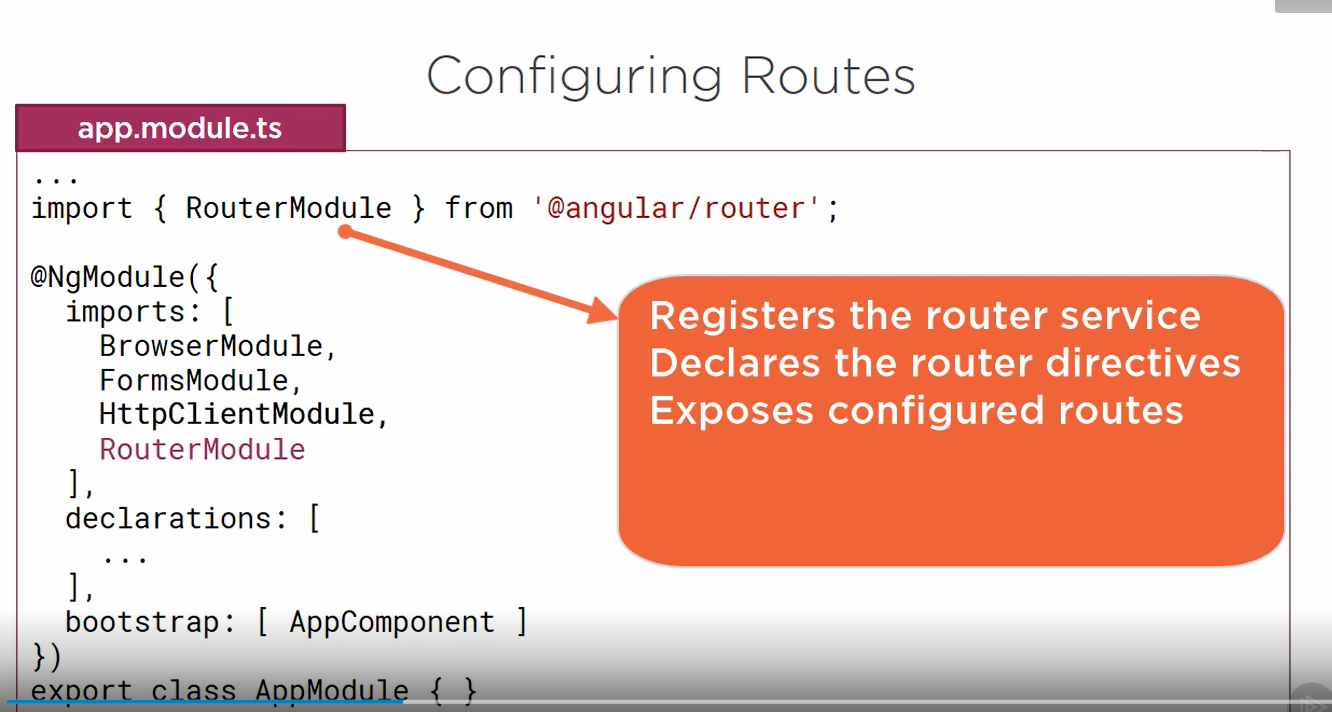 Configuring Routes
app.module.ts
...
import { RouterModule } from '@angular/router';
@NgModule({
imports: [
BrowserModule,
FormsModule,
HttpClientModule,
RouterModule
],
declarations: [
...
],
bootstrap: [ AppComponent ]
})
export class AppModule { }
Registers the router service
Declares the router directives
Exposes configured routes